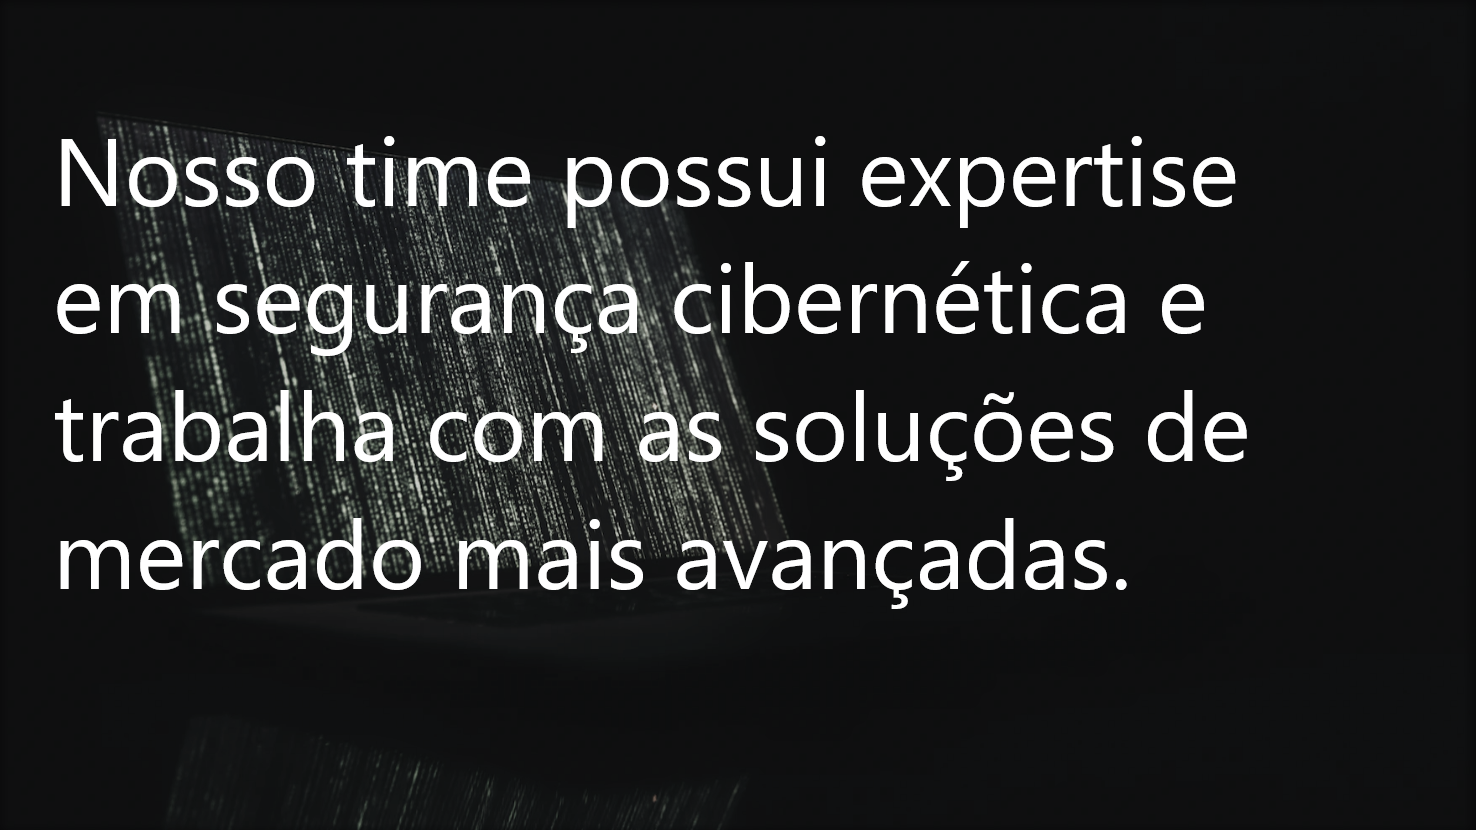 Nosso time possui expertise
em segurança cibernética e
trabalha com as soluções de
mercado mais avançadas.